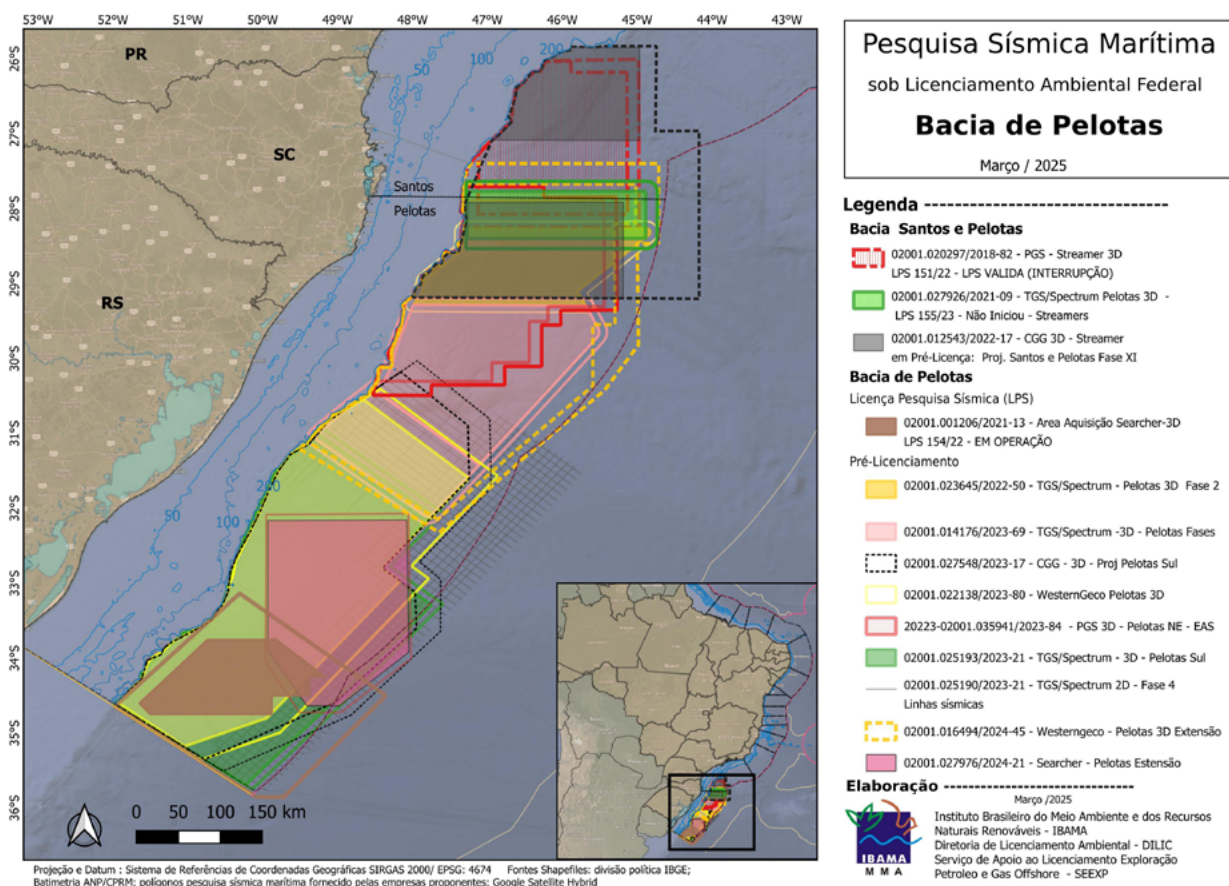 53°W 52°W 51°W 50°W 49°W 48°W 47°W 46°W 45°W 44°W 43°W
26°S
27°S
28°S
29°S
30°S
31°S
32°S
33°S
34°S
35°S
36°S
PR
SC
RS
50
100
200
Santos
Pelotas
200
50
100
0 50 100 150 km
Pesquisa Sísmica Marítima
sob Licenciamento Ambiental Federal
Bacia de Pelotas
Março / 2025
Legenda -------------------------------
Bacia Santos e Pelotas
02001.020297/2018-82 - PGS - Streamer 3D
LPS 151/22 - LPS VALIDA (INTERRUPÇÃO)
02001.027926/2021-09 - TGS/Spectrum Pelotas 3D -
LPS 155/23 - Não Iniciou - Streamers
02001.012543/2022-17 - CGG 3D - Streamer
em Pré-Licença: Proj. Santos e Pelotas Fase XI
Bacia de Pelotas
Licença Pesquisa Sísmica (LPS)
02001.001206/2021-13 - Area Aquisição Searcher-3D
LPS 154/22 - EM OPERAÇÃO
Pré-Licenciamento
02001.023645/2022-50 - TGS/Spectrum - Pelotas 3D Fase 2
02001.014176/2023-69 - TGS/Spectrum -3D - Pelotas Fases
02001.027548/2023-17 - CGG - 3D - Proj Pelotas Sul
02001.022138/2023-80 - WesternGeco Pelotas 3D
20223-02001.035941/2023-84 - PGS 3D - Pelotas NE - EAS
02001.025193/2023-21 - TGS/Spectrum - 3D - Pelotas Sul
02001.025190/2023-21 - TGS/Spectrum 2D - Fase 4
Linhas sísmicas
02001.016494/2024-45 - Westerngeco - Pelotas 3D Extensão
02001.027976/2024-21 - Searcher - Pelotas Estensão
Elaboração -------------------------------
Março /2025
Instituto Brasileiro do Meio Ambiente e dos Recursos
Naturais Renováveis - IBAMA
Diretoria de Licenciamento Ambiental - DILIC
Serviço de Apoio ao Licenciamento Exploração
Petroleo e Gas Offshore - SEEXP
IBAMA
M M A
Projeção e Datum : Sistema de Referências de Coordenadas Geográficas SIRGAS 2000/ EPSG: 4674 Fontes Shapefiles: divisão política IBGE;
Batimetria ANP/CPRM; polígonos pesquisa sísmica marítima fornecido pelas empresas proponentes; Google Satellite Hybrid